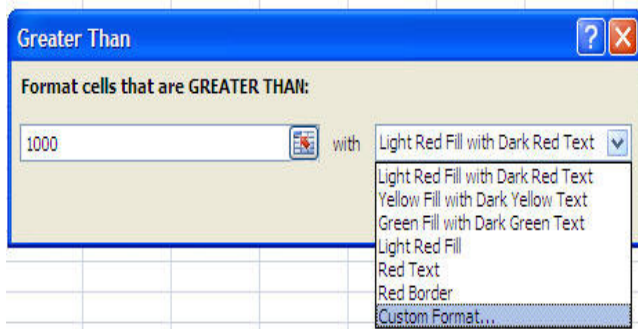 Greater Than
Format cells that are GREATER THAN:
1000 with Light Red Fill with Dark Red Text
Light Red Fill with Dark Red Text
Yellow Fill with Dark Yellow Text
Green Fill with Dark Green Text
Light Red Fill
Red Text
Red Border
Custom Format...